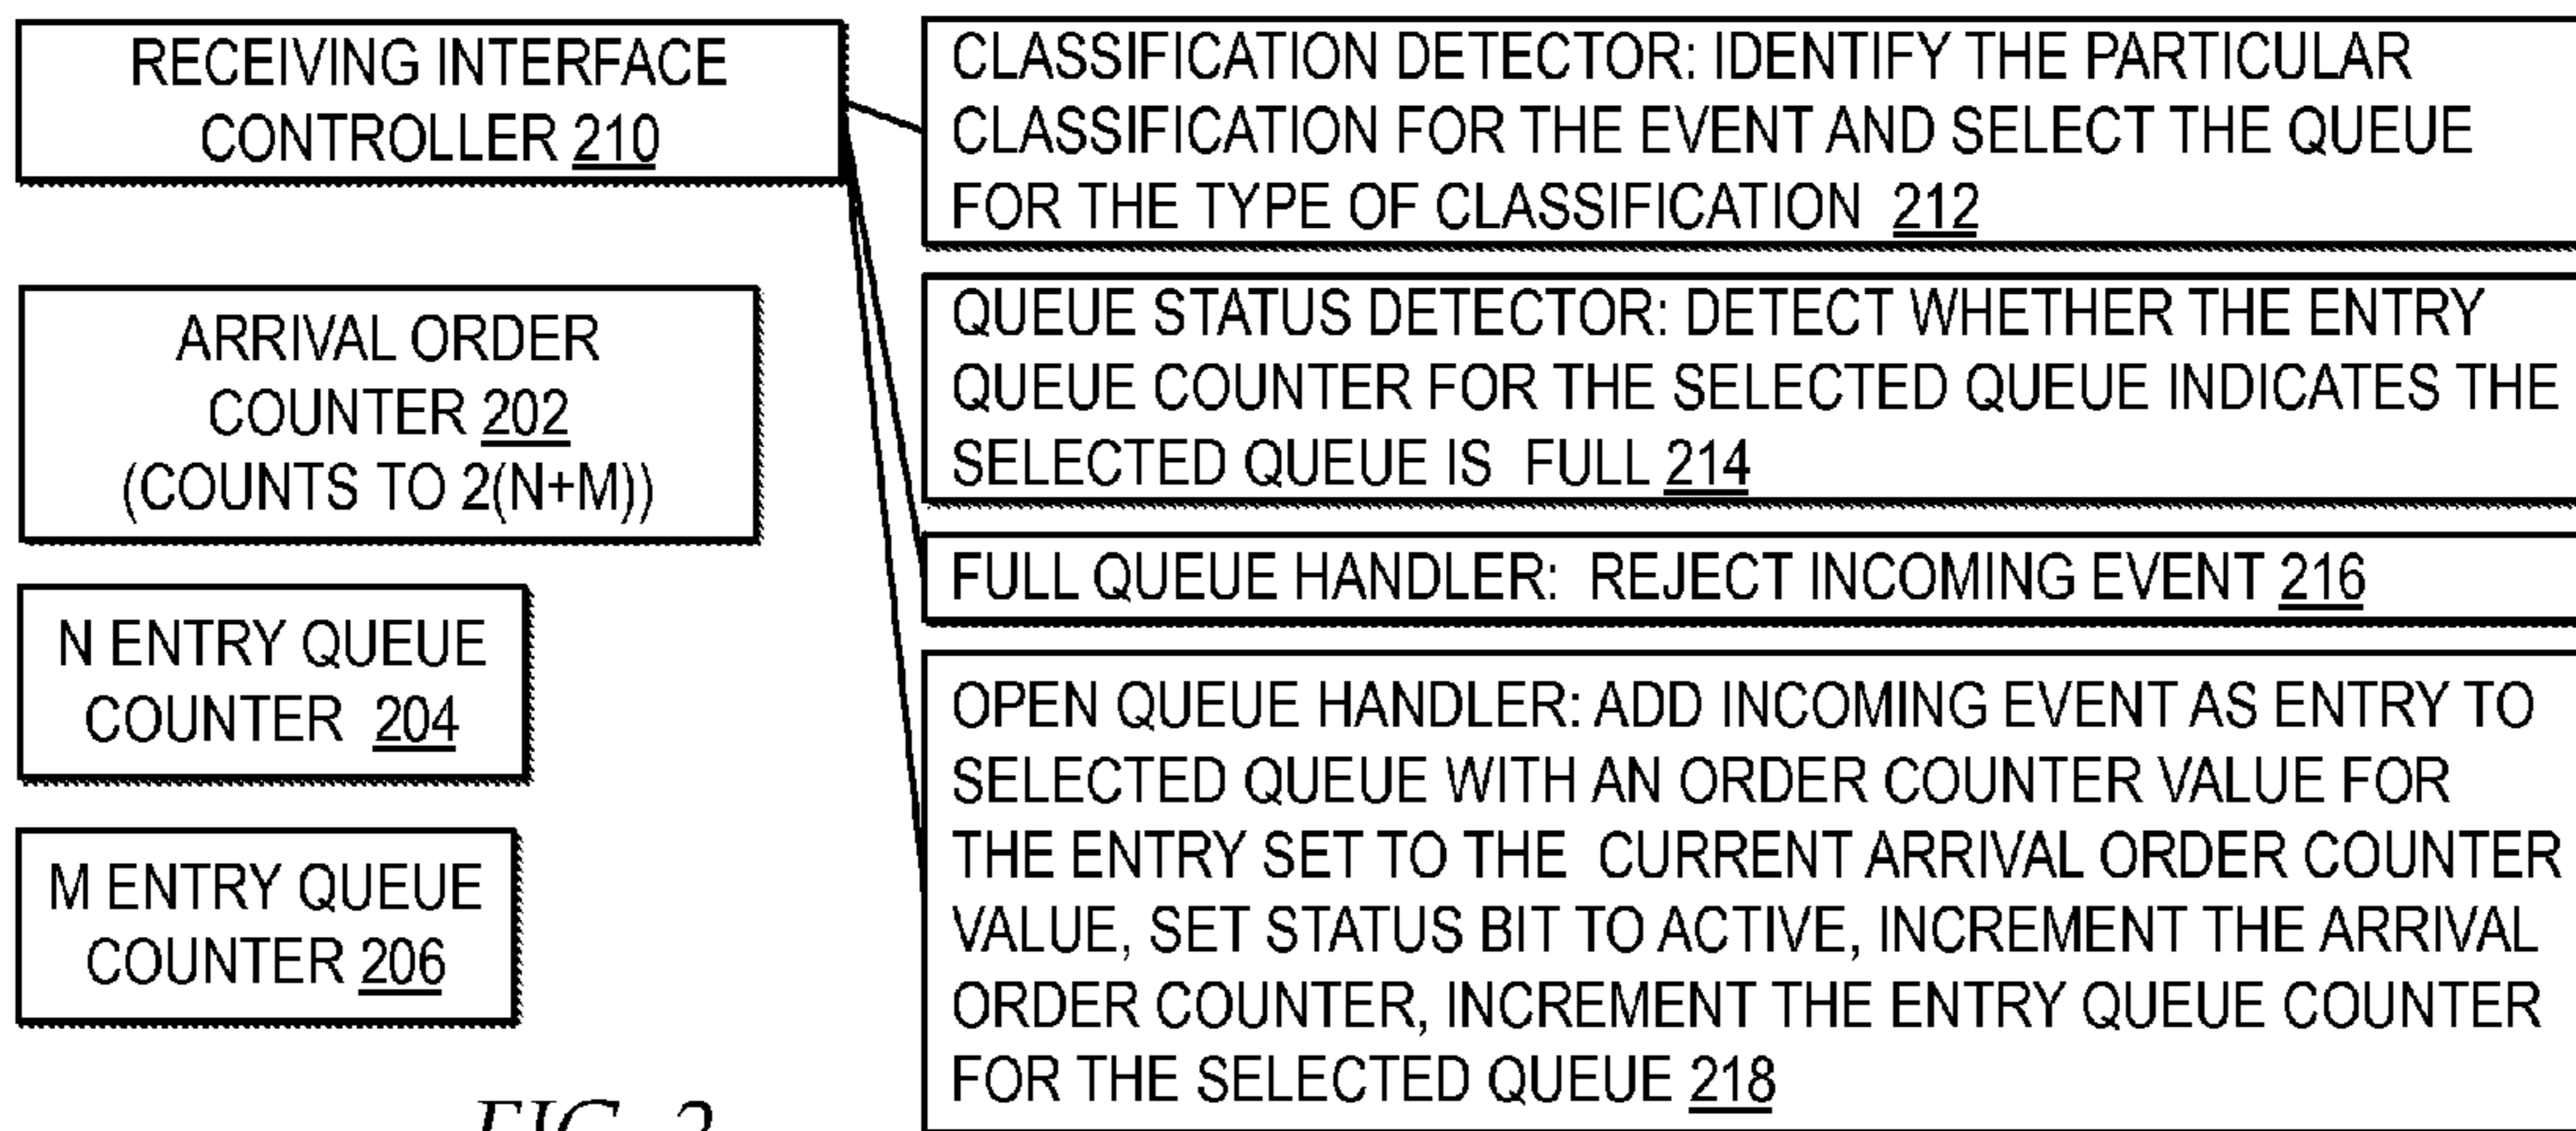 RECEIVING INTERFACE
CONTROLLER 210
ARRIVAL ORDER
COUNTER 202
(COUNTS TO 2(N+M))
N ENTRY QUEUE
COUNTER 204
M ENTRY QUEUE
COUNTER 206
CLASSIFICATION DETECTOR: IDENTIFY THE PARTICULAR
CLASSIFICATION FOR THE EVENT AND SELECT THE QUEUE
FOR THE TYPE OF CLASSIFICATION 212
QUEUE STATUS DETECTOR: DETECT WHETHER THE ENTRY
QUEUE COUNTER FOR THE SELECTED QUEUE INDICATES THE
SELECTED QUEUE IS FULL 214
FULL QUEUE HANDLER: REJECT INCOMING EVENT 216
OPEN QUEUE HANDLER: ADD INCOMING EVENT AS ENTRY TO
SELECTED QUEUE WITH AN ORDER COUNTER VALUE FOR
THE ENTRY SET TO THE CURRENT ARRIVAL ORDER COUNTER
VALUE, SET STATUS BIT TO ACTIVE, INCREMENT THE ARRIVAL
ORDER COUNTER, INCREMENT THE ENTRY QUEUE COUNTER
FOR THE SELECTED QUEUE 218
FIG. 2